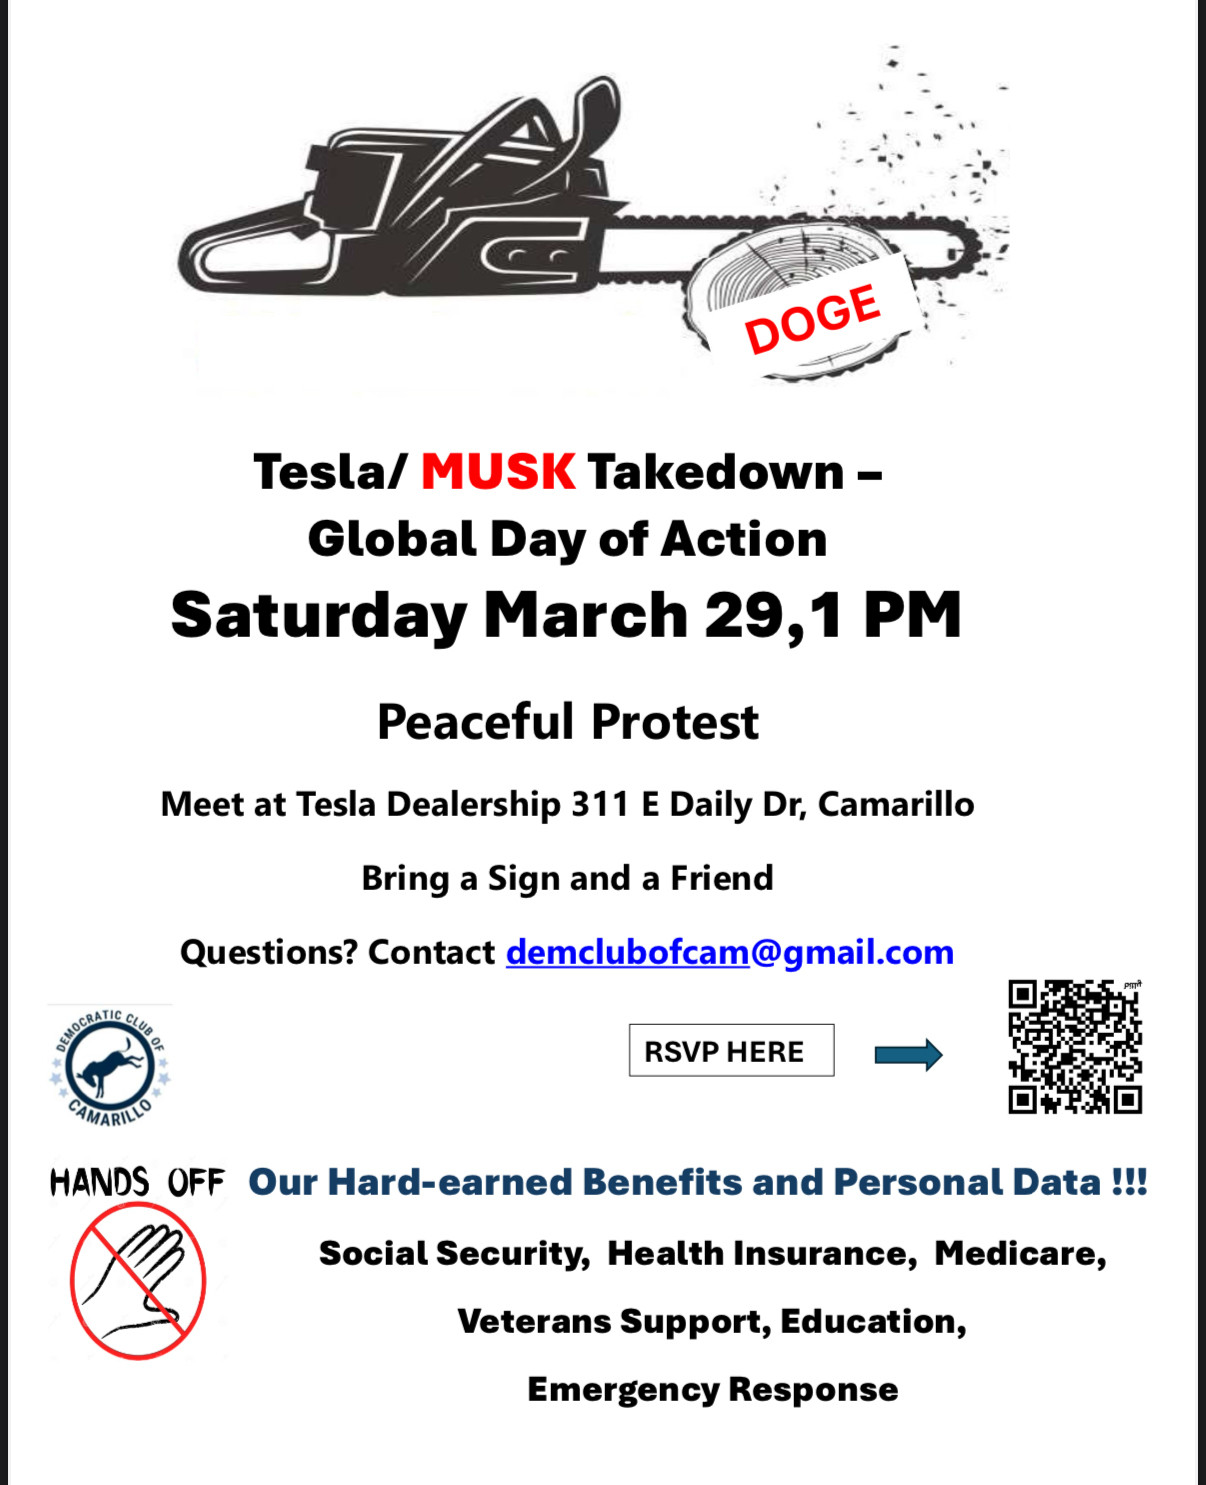 DOGE
Tesla/ MUSK Takedown –
Global Day of Action
Saturday March 29,1 PM
Peaceful Protest
Meet at Tesla Dealership 311 E Daily Dr, Camarillo
Bring a Sign and a Friend
Questions? Contact demclubofcam@gmail.com
DEMOCRATIC CLUB OF
CAMARILLO
RSVP HERE
HANDS OFF Our Hard-earned Benefits and Personal Data !!!
Social Security, Health Insurance, Medicare,
Veterans Support, Education,
Emergency Response